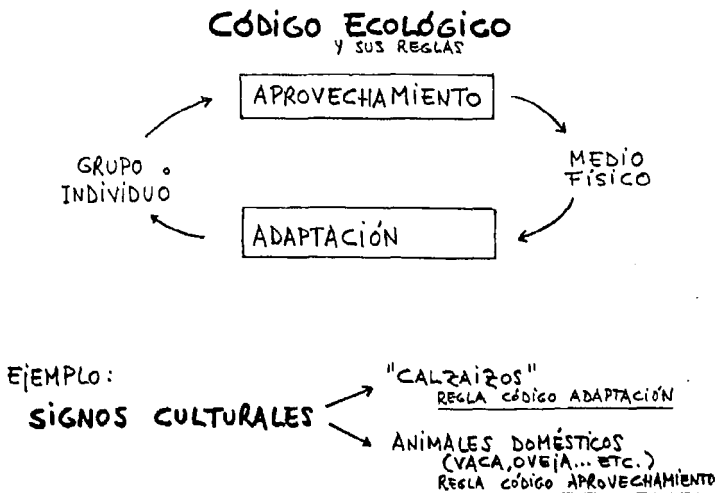 CÓDIGO ECOLÓGICO
Y SUS REGLAS
APROVECHAMIENTO
GRUPO o
INDIVIDUO
MEDIO
FÍSICO
ADAPTACIÓN
EJEMPLO:
SIGNOS CULTURALES
"CALZAIZOS"
REGLA CÓDIGO ADAPTACIÓN
ANIMALES DOMÉSTICOS
(VACA, OVEJA... ETC.)
REGLA CÓDIGO APROVECHAMIENTO